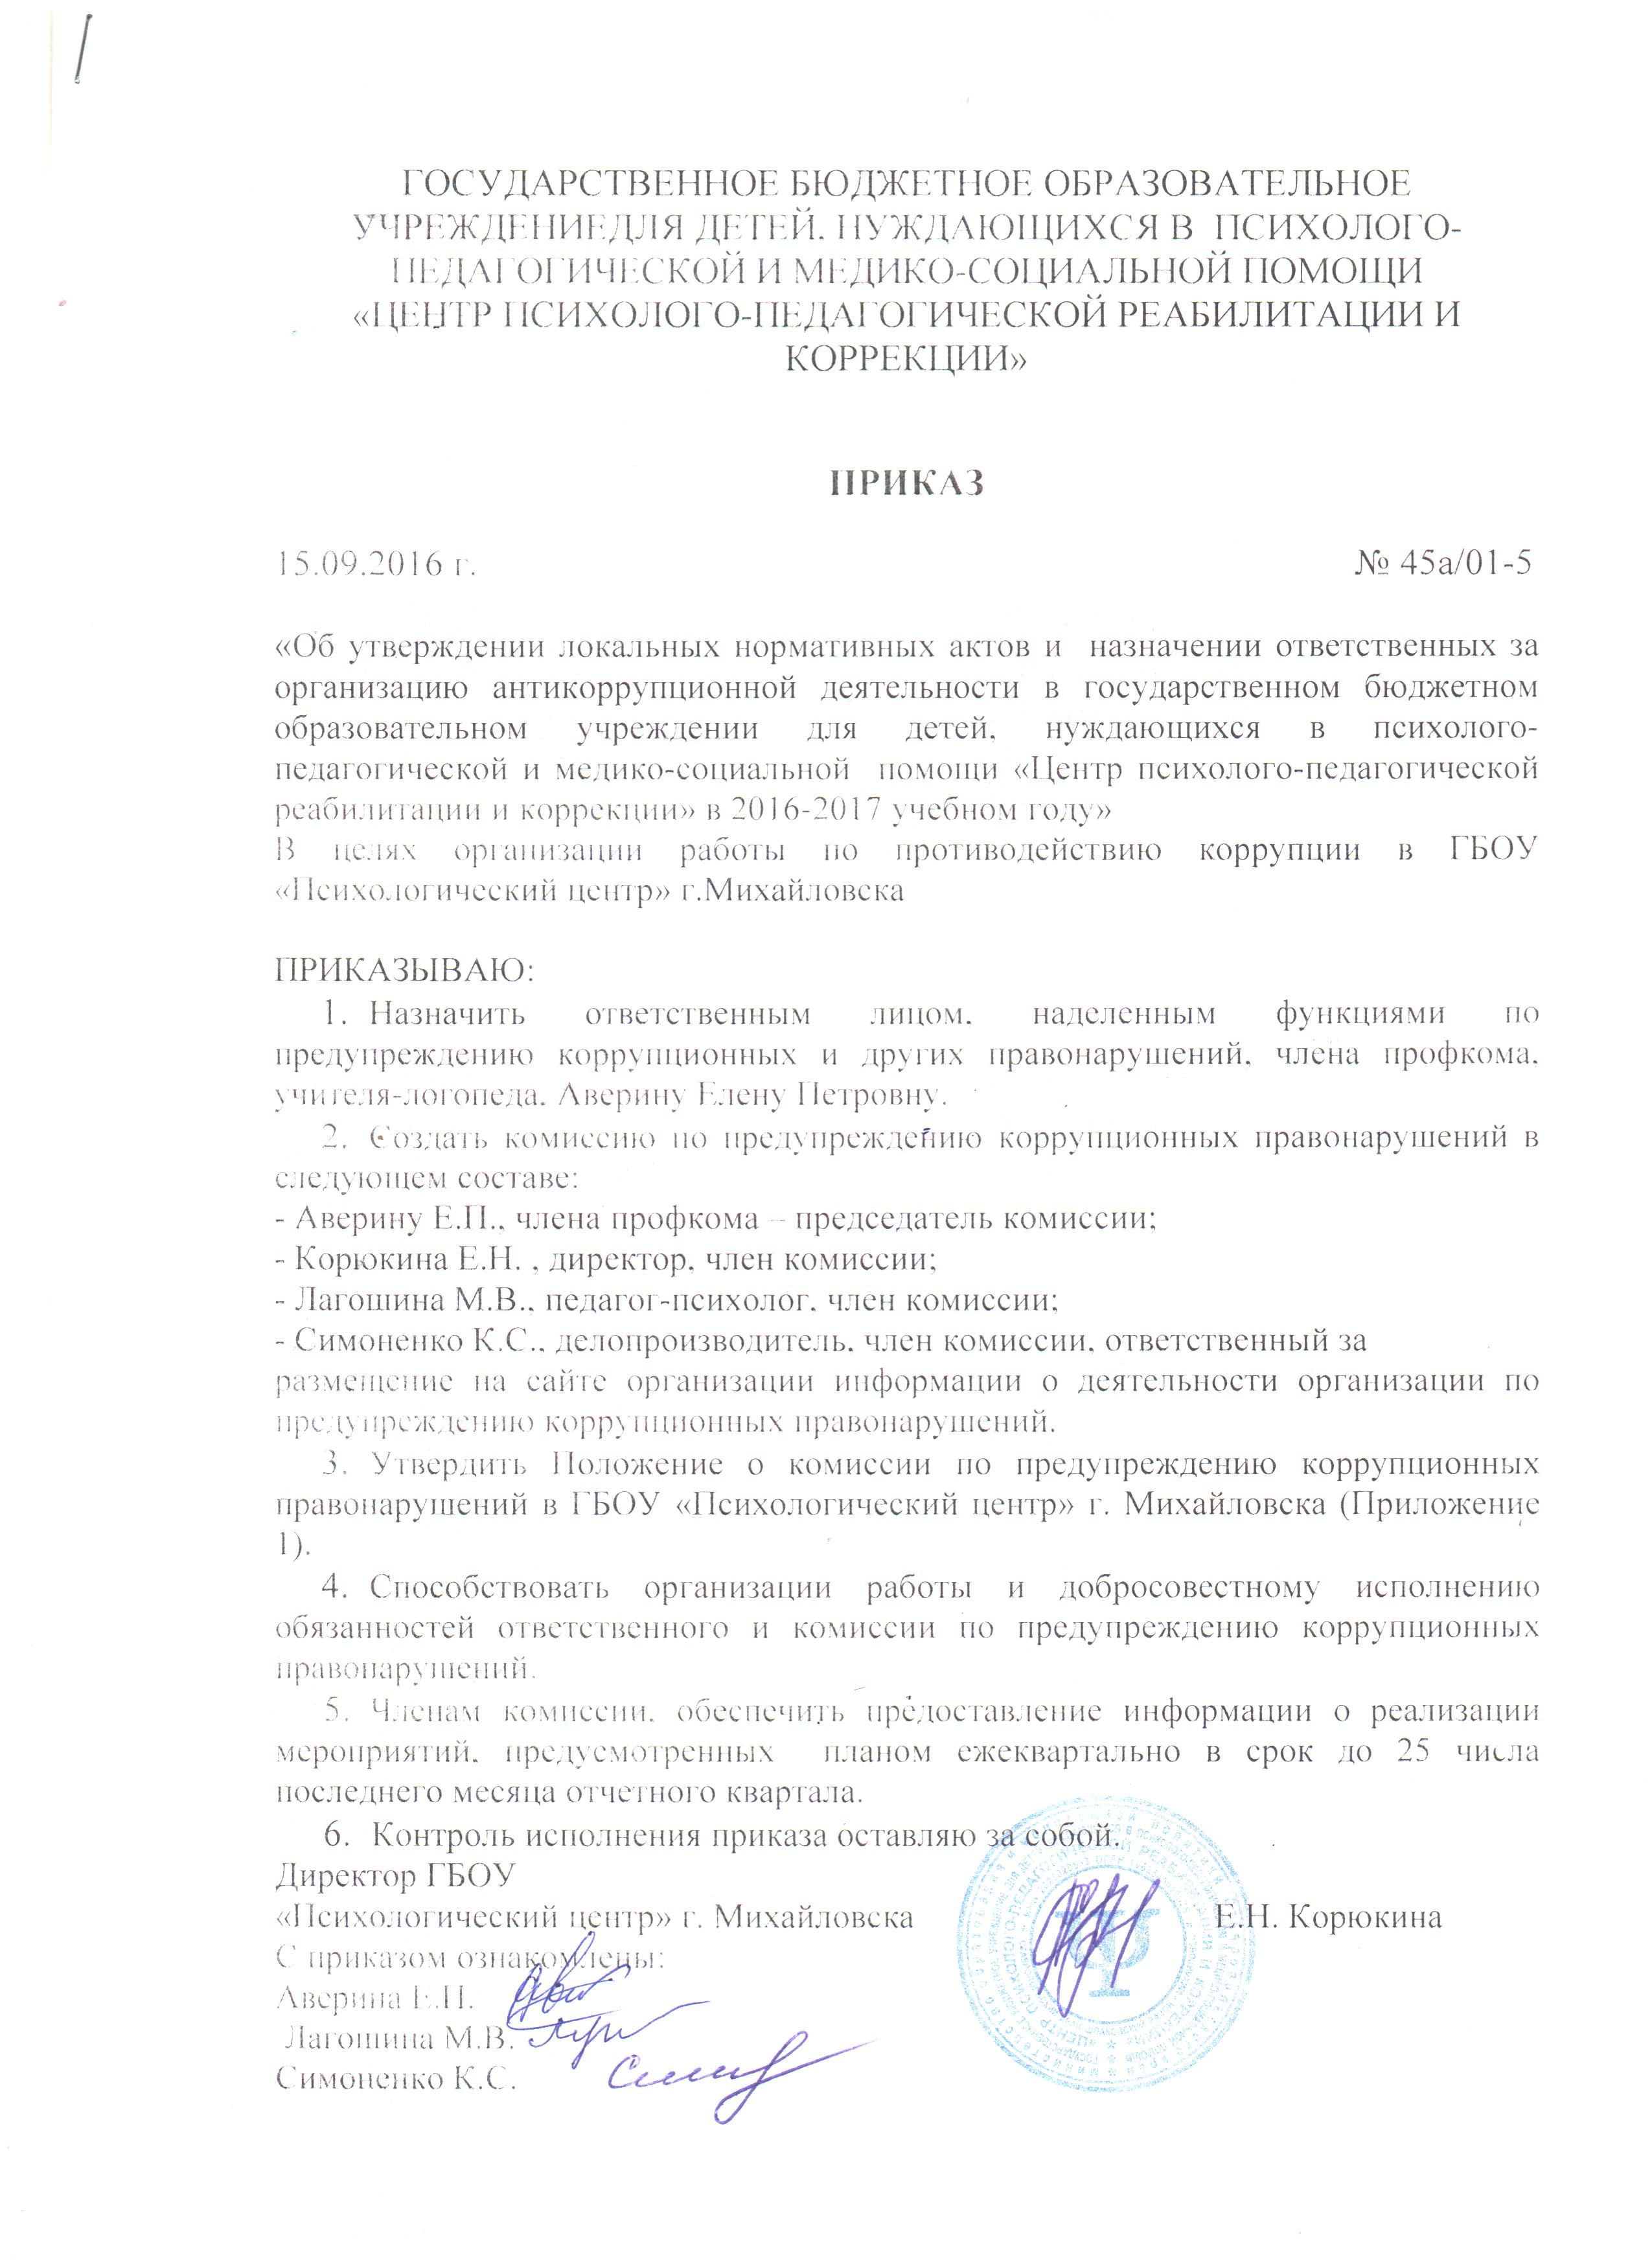 ГОСУДАРСТВЕННОЕ БЮДЖЕТНОЕ ОБРАЗОВАТЕЛЬНОЕ
УЧРЕЖДЕНИЕДЛЯ ДЕТЕЙ, НУЖДАЮЩИХСЯ В ПСИХОЛОГО-
ПЕДАГОГИЧЕСКОЙ И МЕДИКО-СОЦИАЛЬНОЙ ПОМОЩИ
«ЦЕНТР ПСИХОЛОГО-ПЕДАГОГИЧЕСКОЙ РЕАБИЛИТАЦИИ И
КОРРЕКЦИИ»
ПРИКАЗ
15.09.2016 г. № 45а/01-5
«Об утверждении локальных нормативных актов и назначении ответственных за
организацию антикоррупционной деятельности в государственном бюджетном
образовательном учреждении для детей, нуждающихся в психолого-
педагогической и медико-социальной помощи «Центр психолого-педагогической
реабилитации и коррекции» в 2016-2017 учебном году»
В целях организации работы по противодействию коррупции в ГБОУ
«Психологический центр» г.Михайловска
ПРИКАЗЫВАЮ:
1. Назначить ответственным лицом, наделенным функциями по
предупреждению коррупционных и других правонарушений, члена профкома,
учителя-логопеда, Аверину Елену Петровну.
2. Создать комиссию по предупреждению коррупционных правонарушений в
следующем составе:
- Аверину Е.П., члена профкома – председатель комиссии;
- Корюкина Е.Н. , директор, член комиссии;
- Лагошина М.В., педагог-психолог, член комиссии;
- Симоненко К.С., делопроизводитель, член комиссии, ответственный за
размещение на сайте организации информации о деятельности организации по
предупреждению коррупционных правонарушений.
3. Утвердить Положение о комиссии по предупреждению коррупционных
правонарушений в ГБОУ «Психологический центр» г. Михайловска (Приложение
1).
4. Способствовать организации работы и добросовестному исполнению
обязанностей ответственного и комиссии по предупреждению коррупционных
правонарушений.
5. Членам комиссии, обеспечить предоставление информации о реализации
мероприятий, предусмотренных планом ежеквартально в срок до 25 числа
последнего месяца отчетного квартала.
6. Контроль исполнения приказа оставляю за собой.
Директор ГБОУ
«Психологический центр» г. Михайловска Е.Н. Корюкина
С приказом ознакомлены:
Аверина Е.П.
Лагошина М.В.
Симоненко К.С.